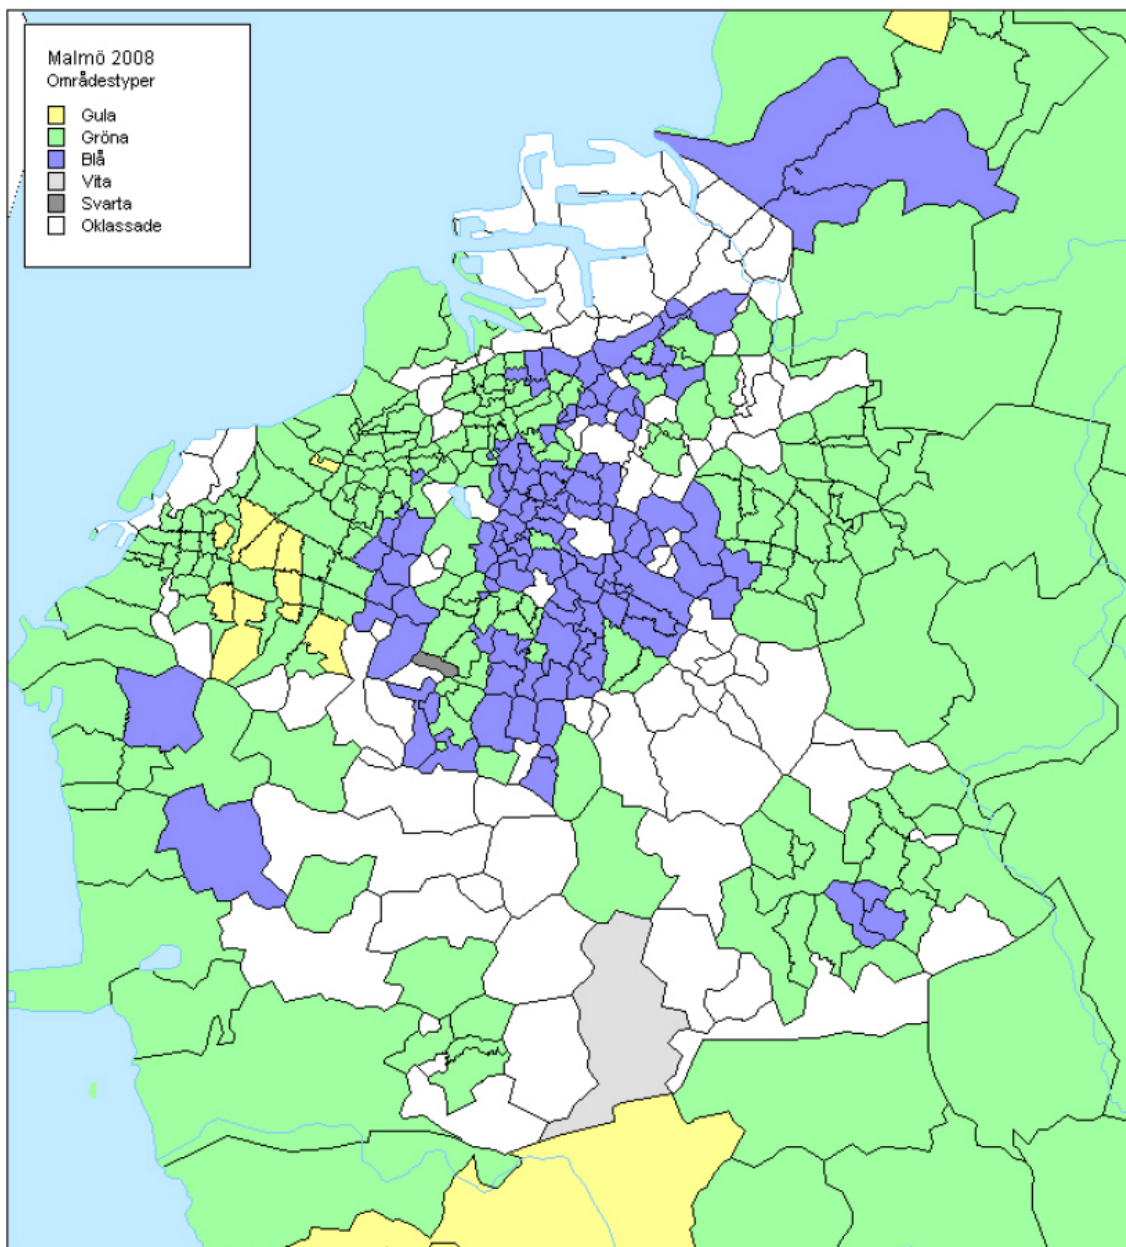 Malmö 2008
Områdestyper
Gula
Gröna
Blå
Vita
Svarta
Oklassade